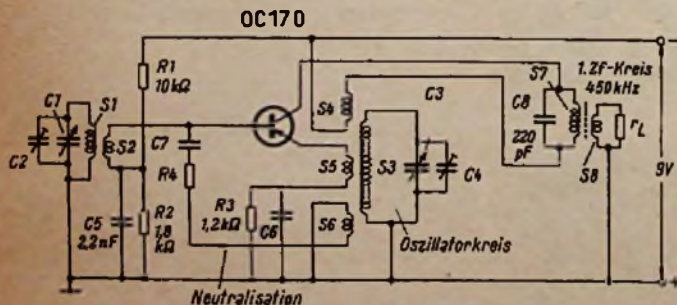 OC170
R1
10kΩ
C1
S1
C2
S2
C7
R4
C5
2,2nF
R2
1,8
kΩ
R3
1,2kΩ
C6
S4
S5
S6
C3
S3
C4
Oszillatorkreis
Neutralisation
S7
1.Zf-Kreis
450kHz
C8
220
pF
rL
S8
9V
+